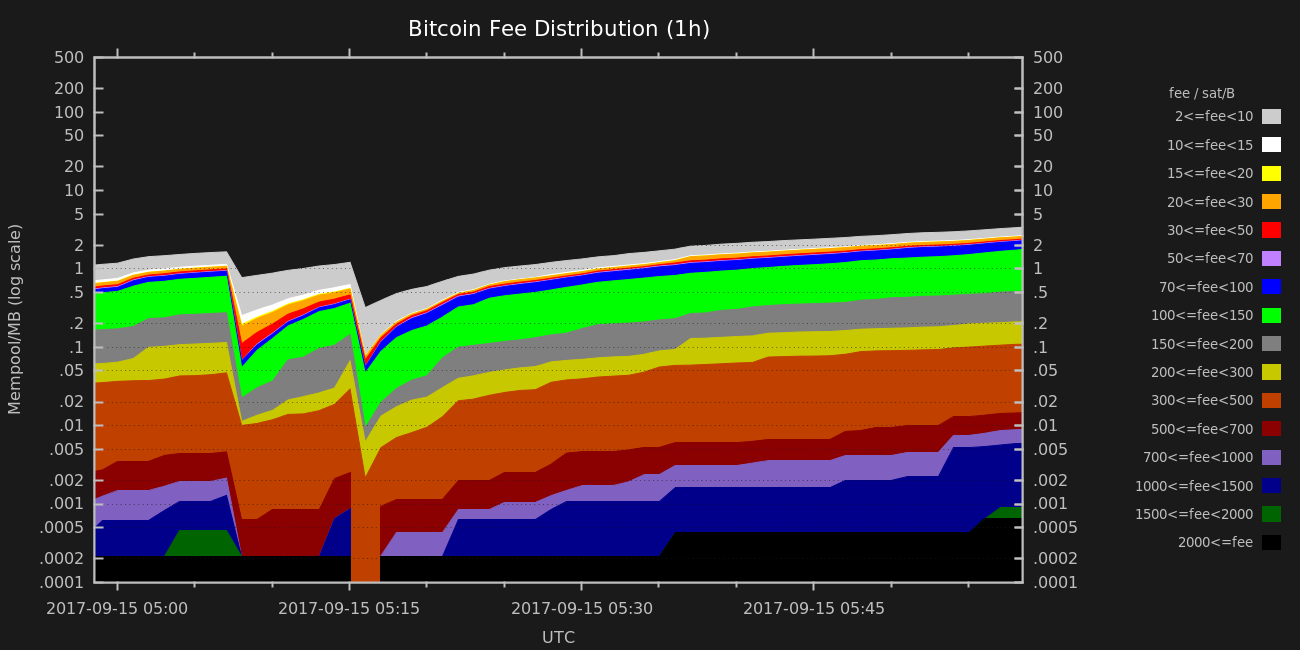 Bitcoin Fee Distribution (1h)
500 500
200 200
100 100
50 50
20 20
10 10
5 5
2 2
1 1
.5 .5
.2 .2
.1 .1
.05 .05
.02 .02
.01 .01
.005 .005
.002 .002
.001 .001
.0005 .0005
.0002 .0002
.0001 .0001
Mempool/MB (log scale)
2017-09-15 05:00 2017-09-15 05:15 2017-09-15 05:30 2017-09-15 05:45
UTC
fee / sat/B
2<=fee<10
10<=fee<15
15<=fee<20
20<=fee<30
30<=fee<50
50<=fee<70
70<=fee<100
100<=fee<150
150<=fee<200
200<=fee<300
300<=fee<500
500<=fee<700
700<=fee<1000
1000<=fee<1500
1500<=fee<2000
2000<=fee